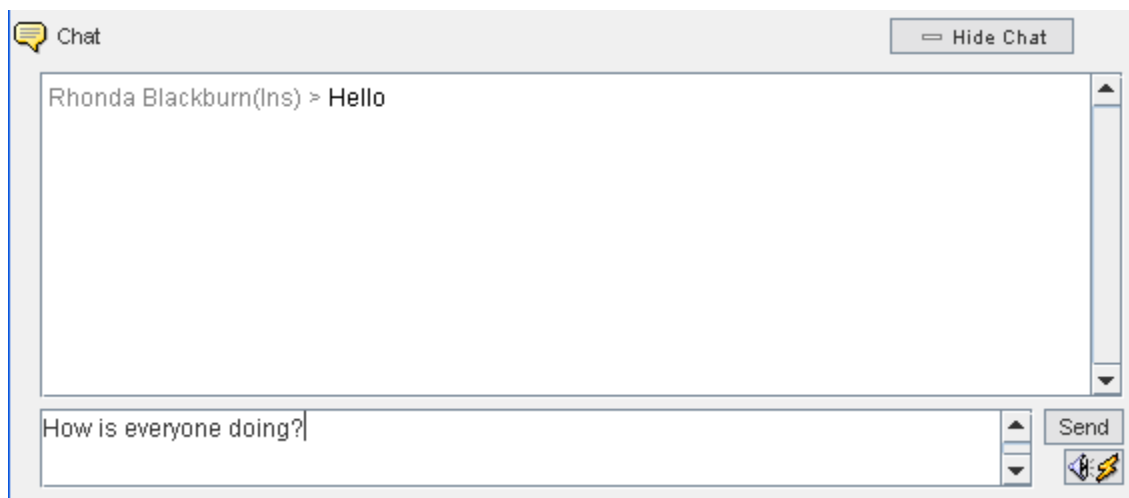 Chat
Hide Chat
Rhonda Blackburn(Ins) > Hello
How is everyone doing?
Send